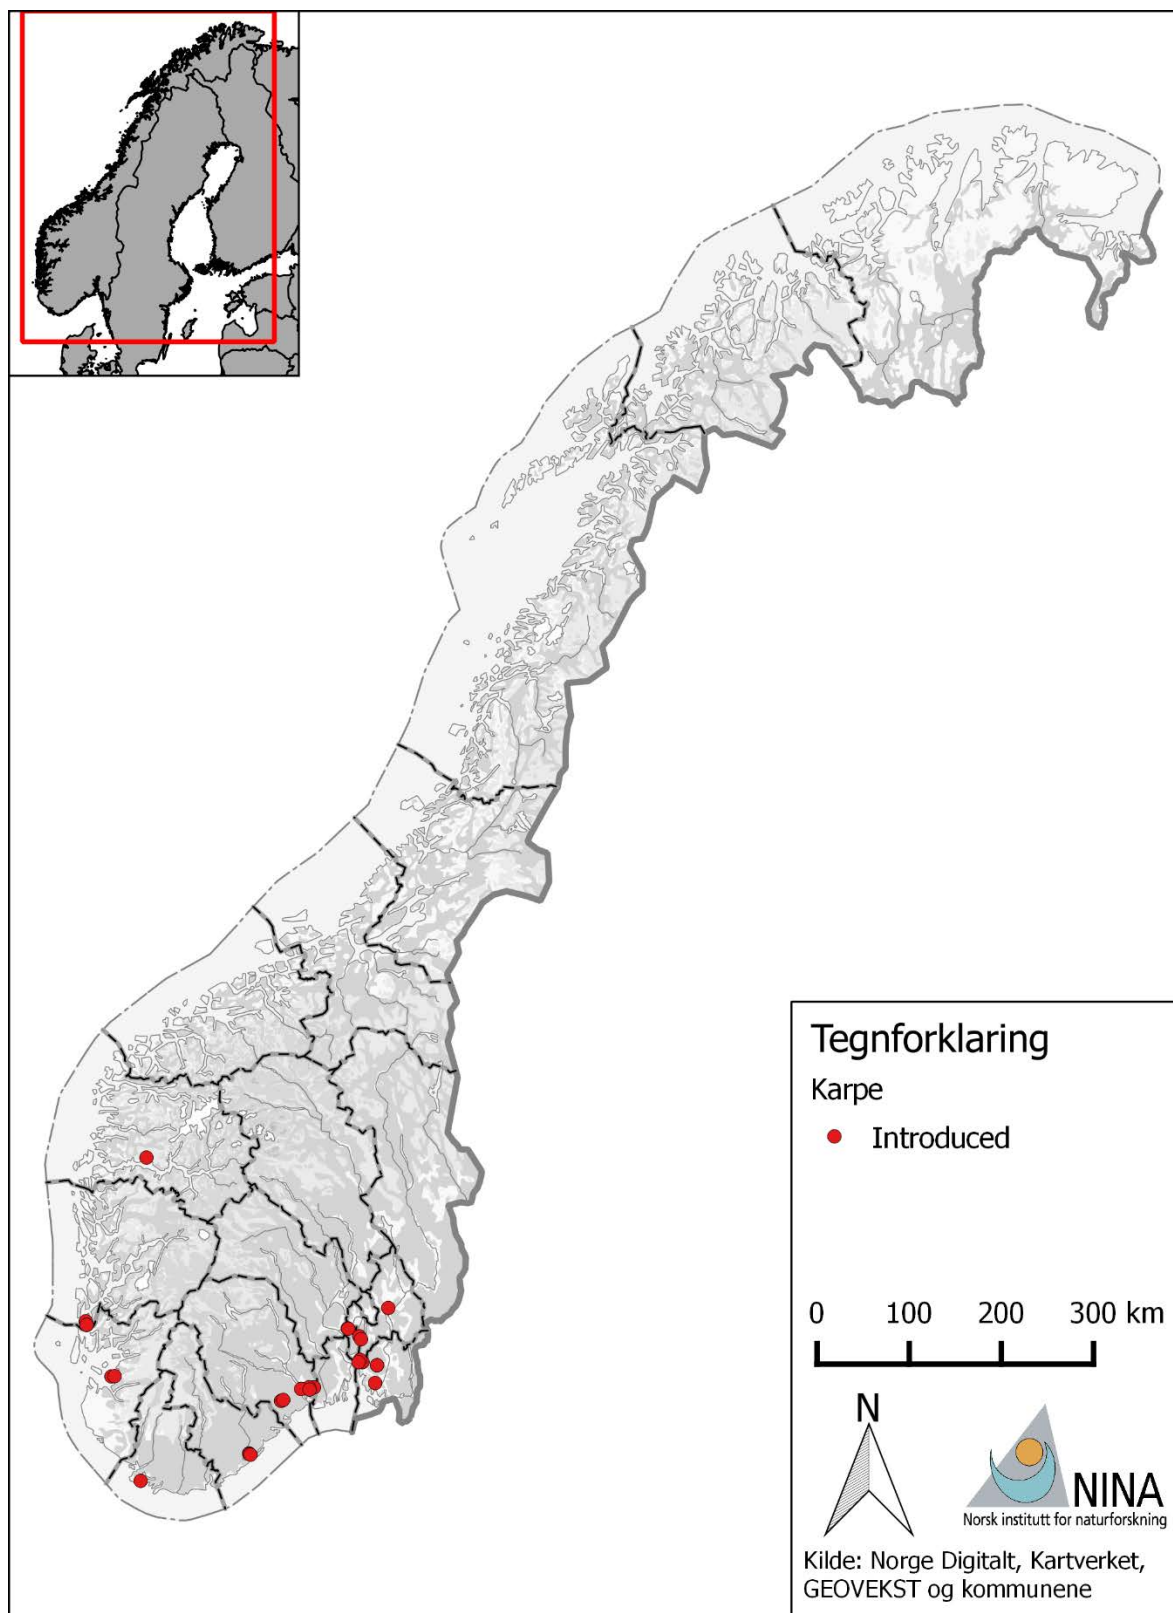 Tegnforklaring
Karpe
Introduced
0 100 200 300 km
N
NINA
Norsk institutt for naturforskning
Kilde: Norge Digitalt, Kartverket,
GEOVEKST og kommunene